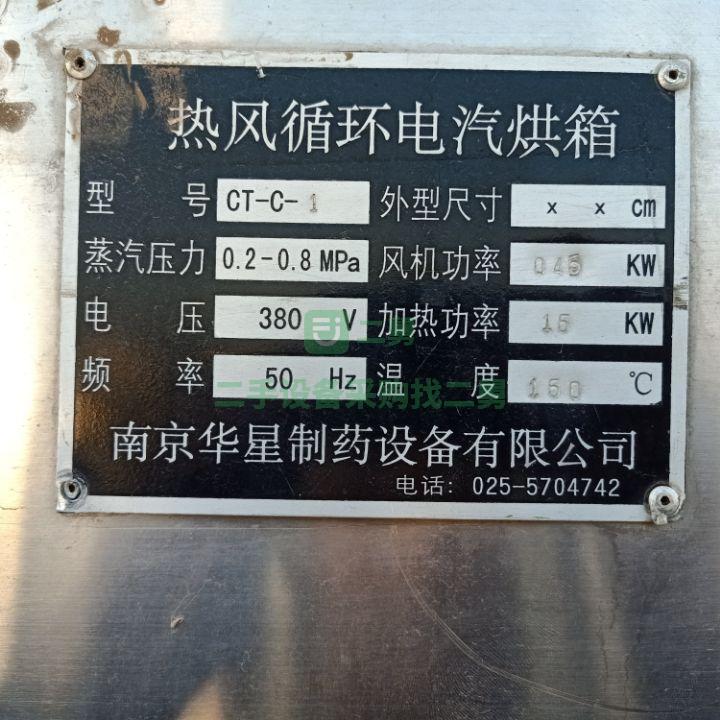 热风循环电汽烘箱
型 号 CT-C-1 外型尺寸 x x cm
蒸汽压力 0.2-0.8 MPa 风机功率 045 KW
电 压 380 V 加热功率 15 KW
频 率 50 Hz 温 度 150 ℃
南京华星制药设备有限公司
电话: 025-5704742
二勇
二手设备采购找二勇